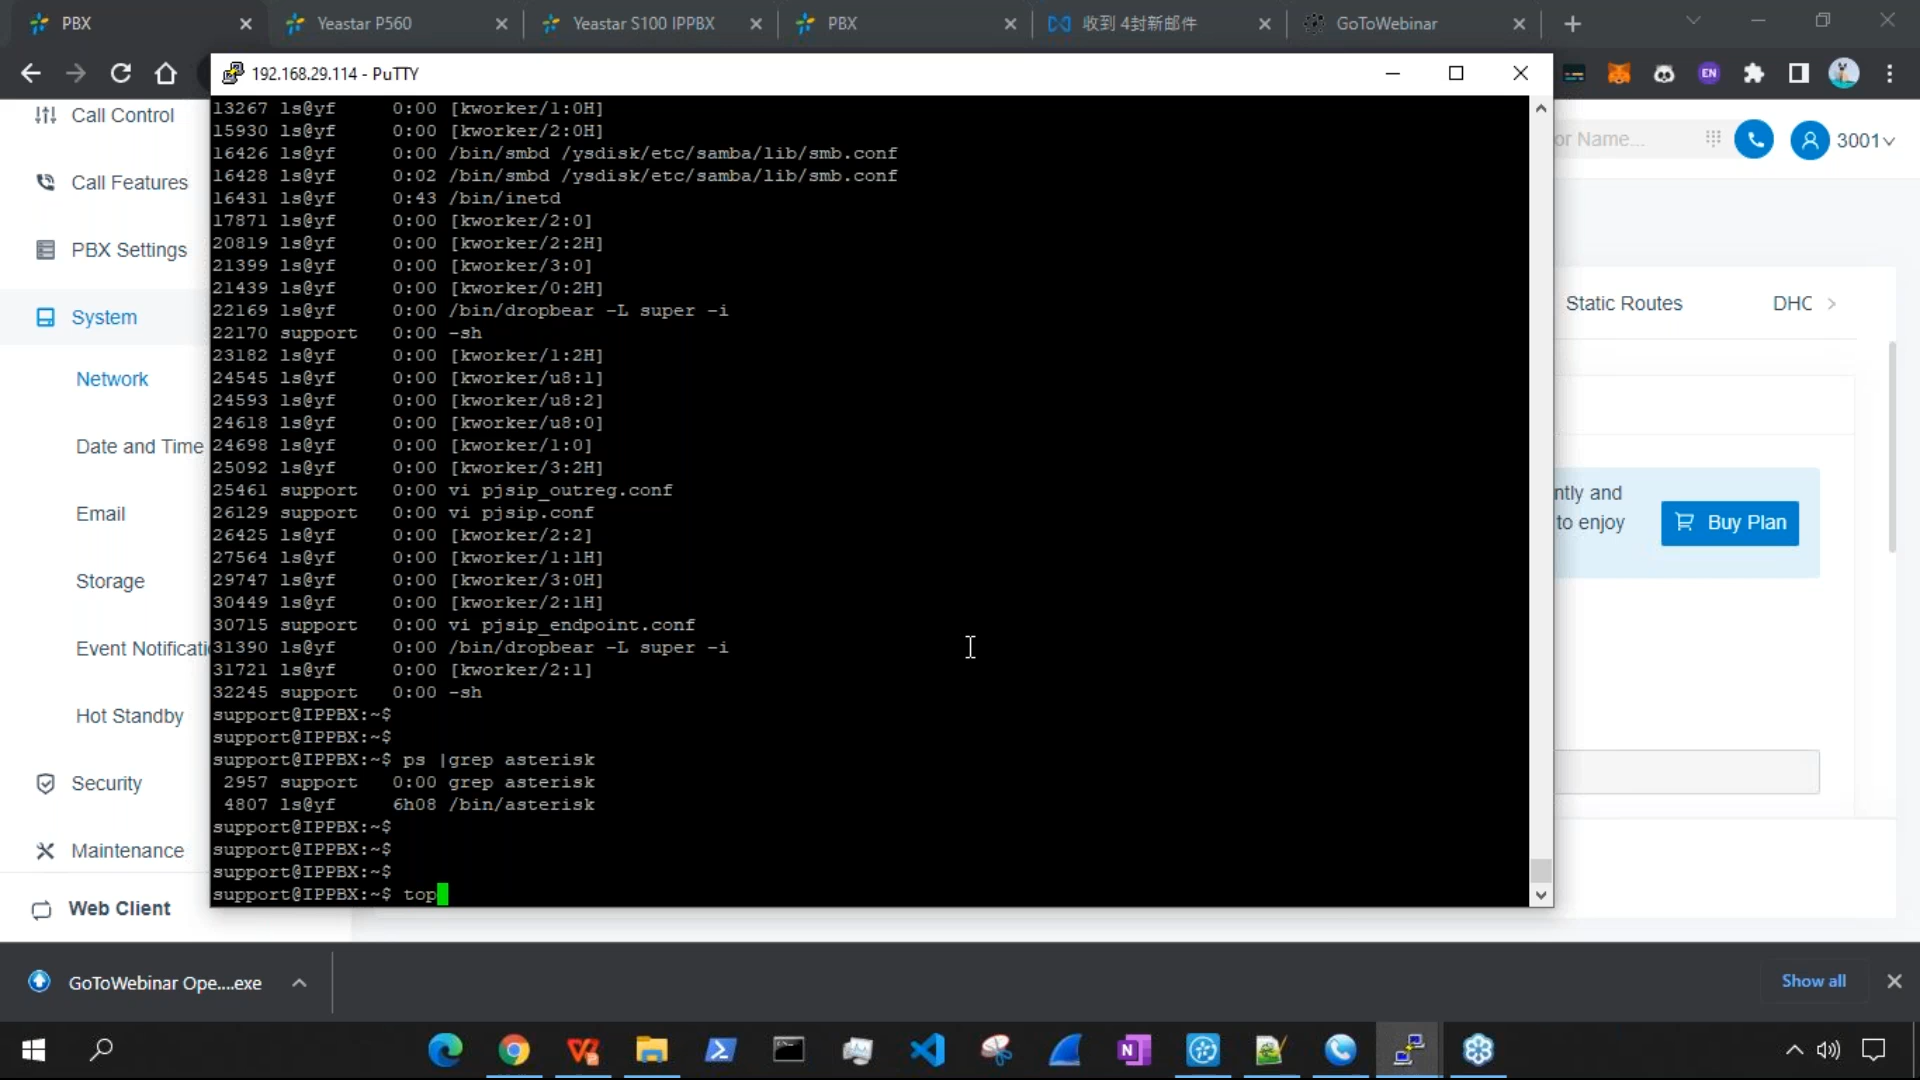 PBX
Yeastar P560
Yeastar S100 IPPBX
PBX
收到 4封新邮件
GoToWebinar
192.168.29.114 - PuTTY
EN
Call Control
Call Features
PBX Settings
System
Network
Date and Time
Email
Storage
Event Notificati
Hot Standby
Security
Maintenance
Web Client
13267 ls@yf 0:00 [kworker/1:0H]
15930 ls@yf 0:00 [kworker/2:0H]
16426 ls@yf 0:00 /bin/smbd /ysdisk/etc/samba/lib/smb.conf
16428 ls@yf 0:02 /bin/smbd /ysdisk/etc/samba/lib/smb.conf
16431 ls@yf 0:43 /bin/inetd
17871 ls@yf 0:00 [kworker/2:0]
20819 ls@yf 0:00 [kworker/2:2H]
21399 ls@yf 0:00 [kworker/3:0]
21439 ls@yf 0:00 [kworker/0:2H]
22169 ls@yf 0:00 /bin/dropbear -L super -i
22170 support 0:00 -sh
23182 ls@yf 0:00 [kworker/1:2H]
24545 ls@yf 0:00 [kworker/u8:1]
24593 ls@yf 0:00 [kworker/u8:2]
24618 ls@yf 0:00 [kworker/u8:0]
24698 ls@yf 0:00 [kworker/1:0]
25092 ls@yf 0:00 [kworker/3:2H]
25461 support 0:00 vi pjsip_outreg.conf
26129 support 0:00 vi pjsip.conf
26425 ls@yf 0:00 [kworker/2:2]
27564 ls@yf 0:00 [kworker/1:1H]
29747 ls@yf 0:00 [kworker/3:0H]
30449 ls@yf 0:00 [kworker/2:1H]
30715 support 0:00 vi pjsip_endpoint.conf
31390 ls@yf 0:00 /bin/dropbear -L super -i
31721 ls@yf 0:00 [kworker/2:1]
32245 support 0:00 -sh
support@IPPBX:~$
support@IPPBX:~$
support@IPPBX:~$ ps |grep asterisk
2957 support 0:00 grep asterisk
4807 ls@yf 6h08 /bin/asterisk
support@IPPBX:~$
support@IPPBX:~$
support@IPPBX:~$
support@IPPBX:~$ top
or Name...
3001
Static Routes
DHC
ntly and
to enjoy
Buy Plan
GoToWebinar Ope....exe
Show all